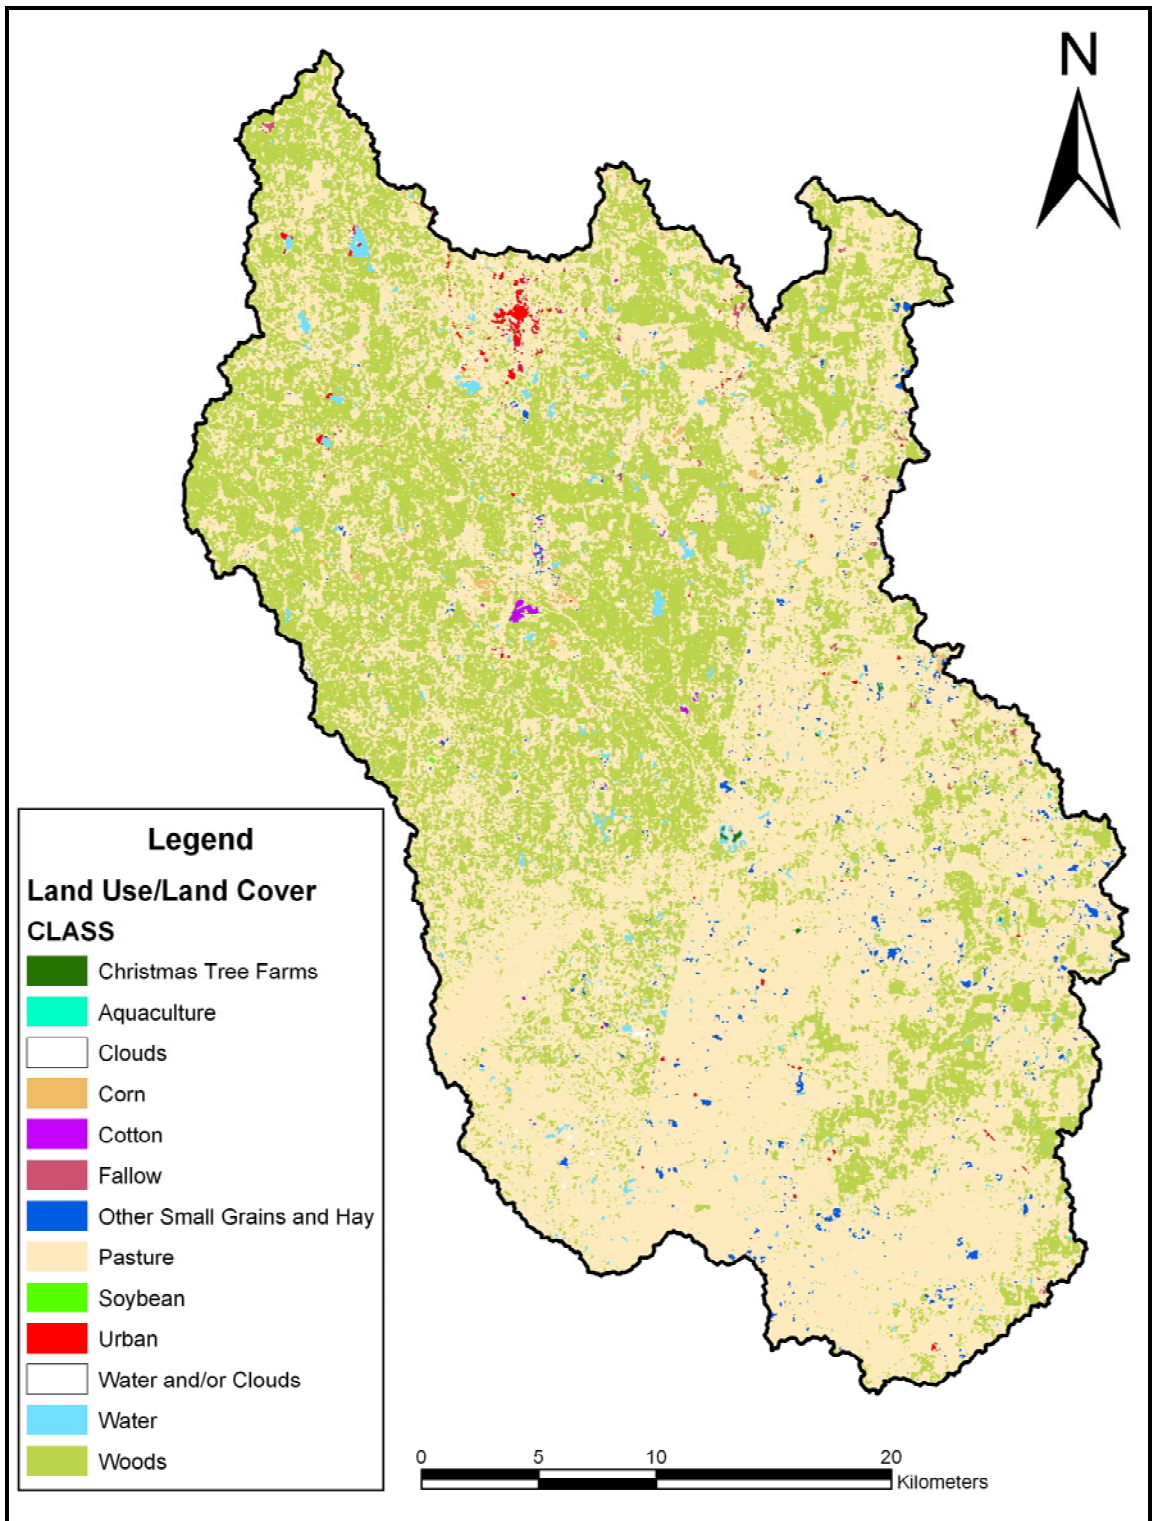 N
Legend
Land Use/Land Cover
CLASS
Christmas Tree Farms
Aquaculture
Clouds
Corn
Cotton
Fallow
Other Small Grains and Hay
Pasture
Soybean
Urban
Water and/or Clouds
Water
Woods
0 5 10 20
Kilometers